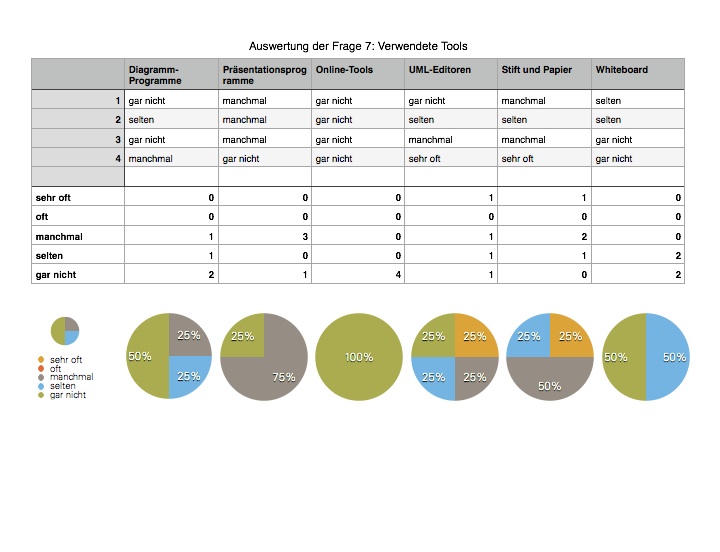 Auswertung der Frage 7: Verwendete Tools
Diagramm-Programme Präsentationsprogramme Online-Tools UML-Editoren Stift und Papier Whiteboard
1 gar nicht manchmal gar nicht gar nicht manchmal selten
2 selten manchmal gar nicht selten selten selten
3 gar nicht manchmal gar nicht manchmal manchmal gar nicht
4 manchmal gar nicht gar nicht sehr oft sehr oft gar nicht
sehr oft 0 0 0 1 1 0
oft 0 0 0 0 0 0
manchmal 1 3 0 1 2 0
selten 1 0 0 1 1 2
gar nicht 2 1 4 1 0 2
sehr oft
oft
manchmal
selten
gar nicht
50% 25% 25%
25% 75%
100%
25% 25% 25% 25%
25% 25% 50%
50% 50%